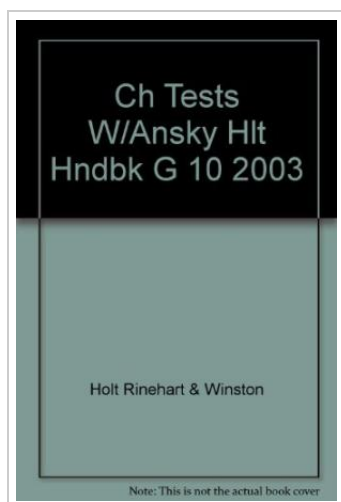 Ch Tests
W/Ansky Hlt
Hndbk G 10 2003
Holt Rinehart & Winston
Note: This is not the actual book cover